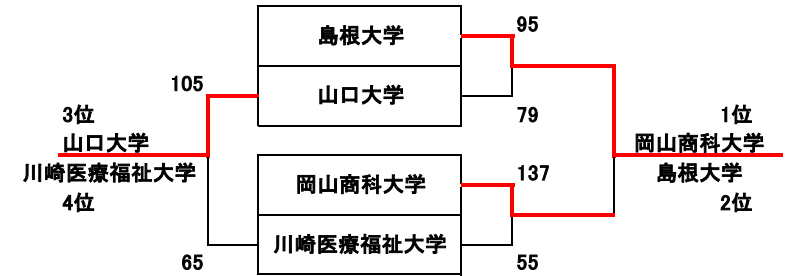 島根大学
95
105
山口大学
3位
79
1位
山口大学
岡山商科大学
川崎医療福祉大学
島根大学
4位
岡山商科大学
137
2位
川崎医療福祉大学
65
55